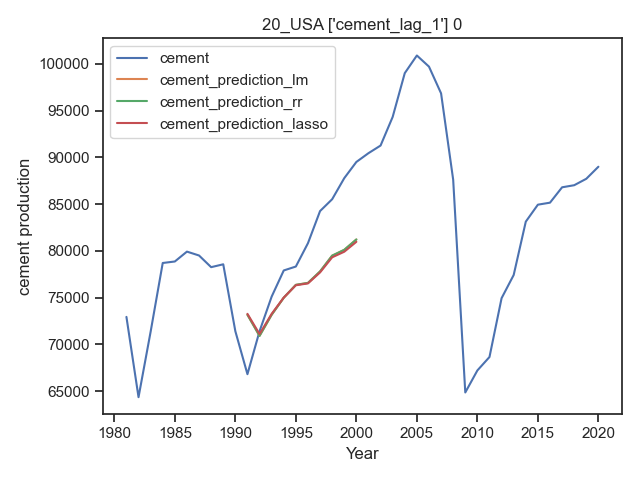 20_USA ['cement_lag_1'] 0
cement
cement_prediction_lm
cement_prediction_rr
cement_prediction_lasso
cement production
100000
95000
90000
85000
80000
75000
70000
65000
1980 1985 1990 1995 2000 2005 2010 2015 2020
Year